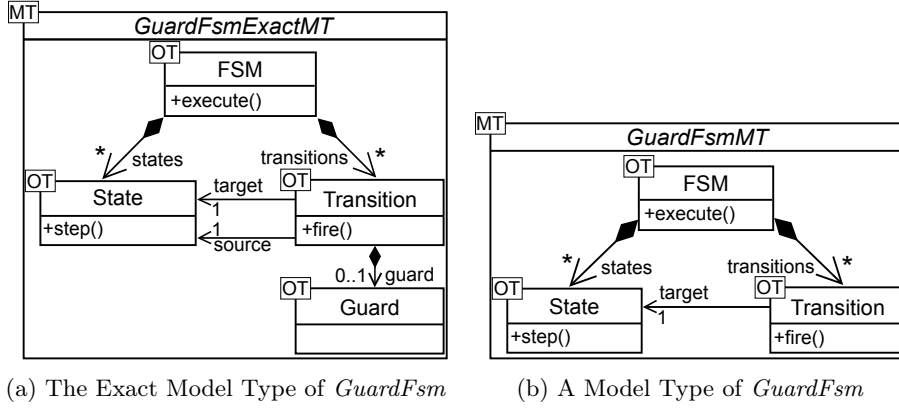 MT
GuardFsmExactMT
OT
FSM
+execute()
* states
transitions *
OT
State
+step()
target
1
1
source
OT
Transition
+fire()
0..1 guard
OT
Guard
(a) The Exact Model Type of GuardFsm
MT
GuardFsmMT
OT
FSM
+execute()
* states
transitions *
OT
State
+step()
target
1
OT
Transition
+fire()
(b) A Model Type of GuardFsm